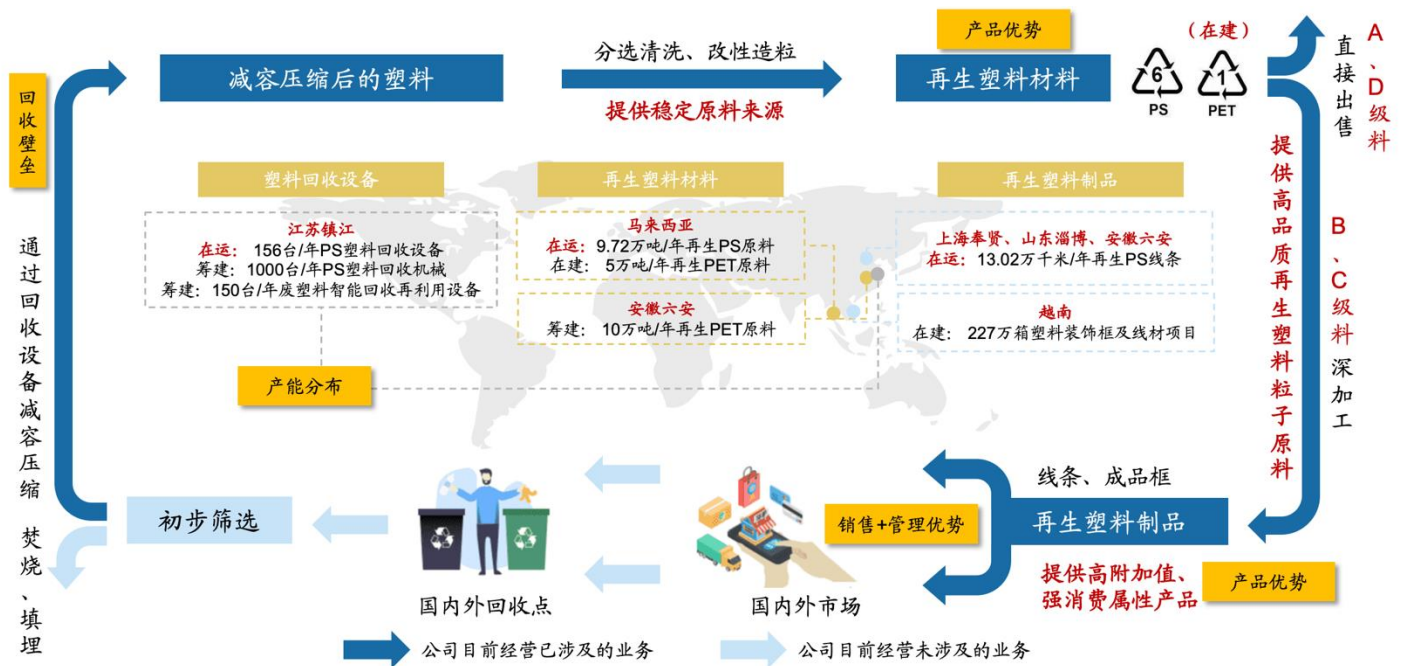 产品优势
(在建)
回收壁垒
减容压缩后的塑料
分选清洗、改性造粒
提供稳定原料来源
再生塑料材料
6
PS
1
PET
直接出售
A、D级料
提供高品质再生塑料粒子原料
B、C级料深加工
塑料回收设备
江苏镇江
在运：156台/年PS塑料回收设备
筹建：1000台/年PS塑料回收机械
筹建：150台/年废塑料智能回收再利用设备
再生塑料材料
马来西亚
在运：9.72万吨/年再生PS原料
在建：5万吨/年再生PET原料
安徽六安
筹建：10万吨/年再生PET原料
再生塑料制品
上海奉贤、山东淄博、安徽六安
在运：13.02万千米/年再生PS线条
越南
在建：227万箱塑料装饰框及线材项目
产能分布
通过回收设备减容压缩
焚烧、填埋
初步筛选
国内外回收点
国内外市场
销售+管理优势
线条、成品框
再生塑料制品
提供高附加值、
强消费属性产品
产品优势
公司目前经营已涉及的业务
公司目前经营未涉及的业务